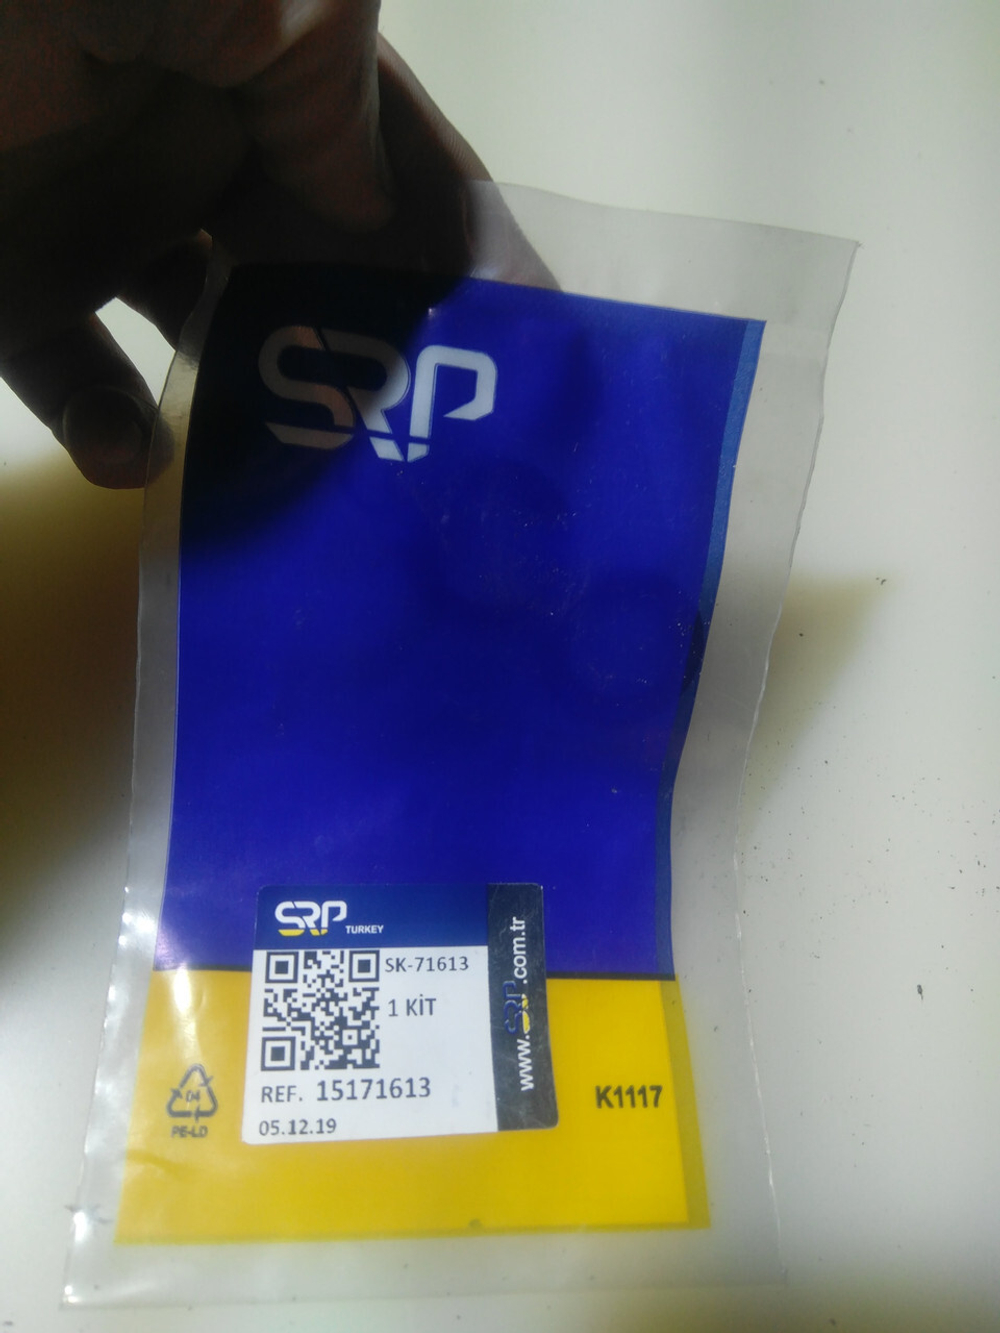 SRP
SRP TURKEY
SK-71613
1 KİT
REF. 15171613
05.12.19
www.SRP.com.tr
04
PE-LD
K1117